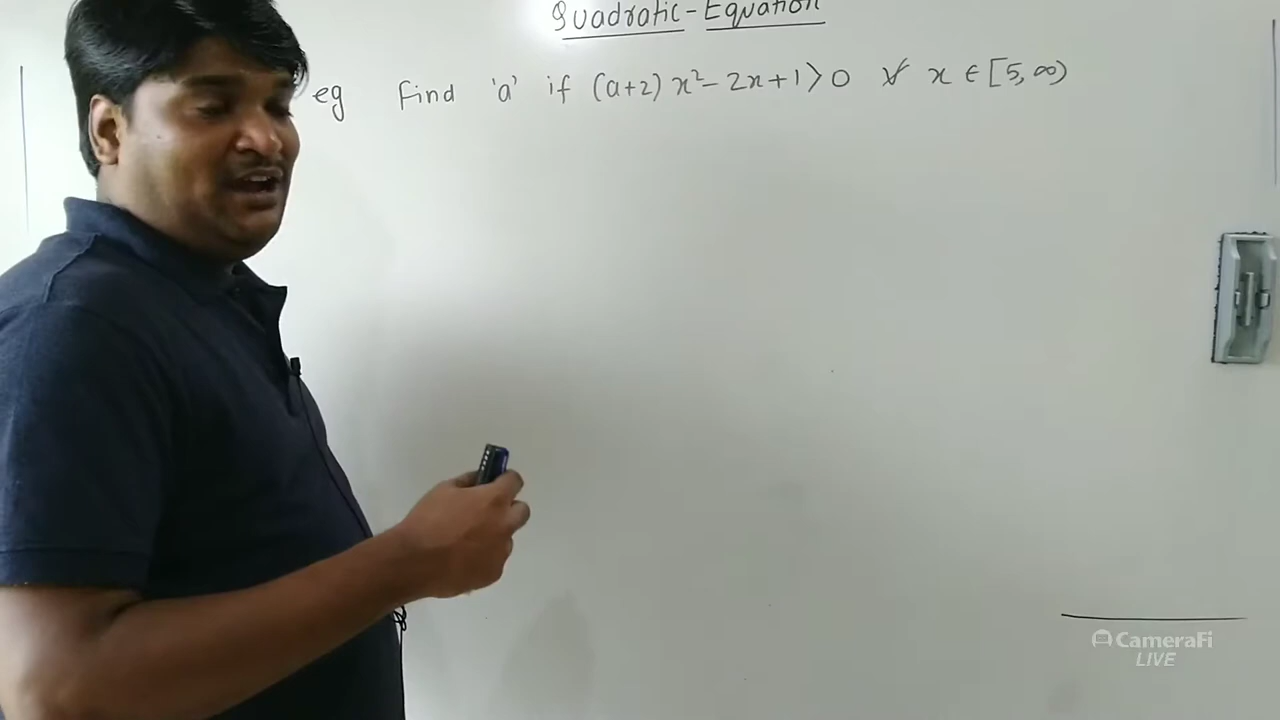 Quadratic-Equation
eg Find 'a' if (a+2) x² - 2x + 1 > 0 ∀ x ∈ [5, ∞)
CameraFi
LIVE